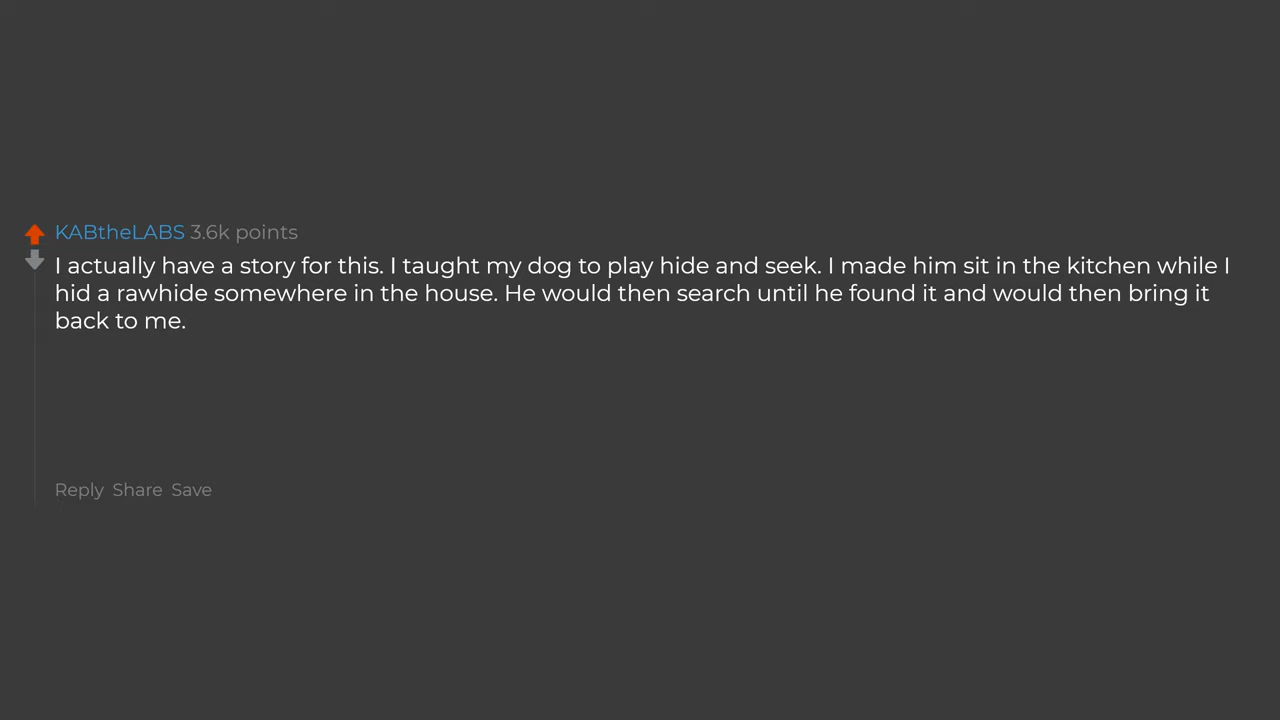 KABtheLABS 3.6k points
I actually have a story for this. I taught my dog to play hide and seek. I made him sit in the kitchen while I
hid a rawhide somewhere in the house. He would then search until he found it and would then bring it
back to me.
Reply Share Save